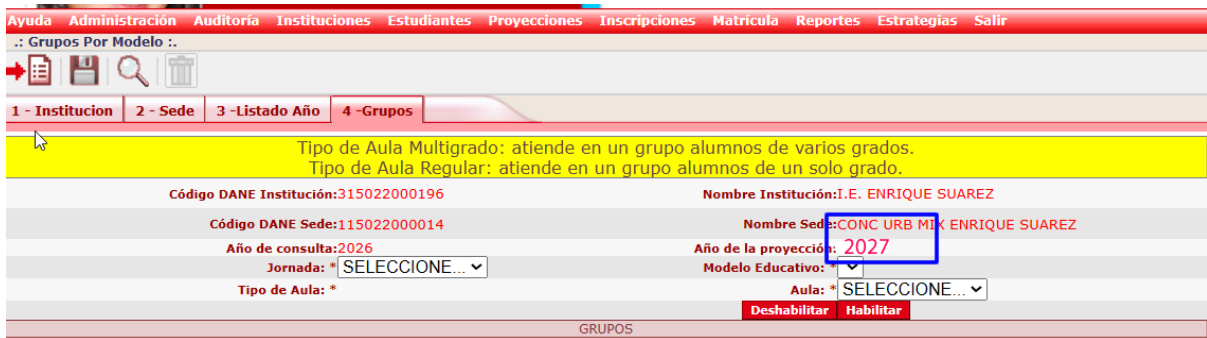 Ayuda Administración Auditoría Instituciones Estudiantes Proyecciones Inscripciones Matrícula Reportes Estrategias Salir
.: Grupos Por Modelo :.
1 - Institucion 2 - Sede 3 -Listado Año 4 -Grupos
Tipo de Aula Multigrado: atiende en un grupo alumnos de varios grados.
Tipo de Aula Regular: atiende en un grupo alumnos de un solo grado.
Código DANE Institución:315022000196 Nombre Institución:I.E. ENRIQUE SUAREZ
Código DANE Sede:115022000014 Nombre Sede:CONC URB MIX ENRIQUE SUAREZ
Año de consulta:2026 Año de la proyección: 2027
Jornada: * SELECCIONE... Modelo Educativo: *
Tipo de Aula: * Aula: * SELECCIONE...
Deshabilitar Habilitar
GRUPOS